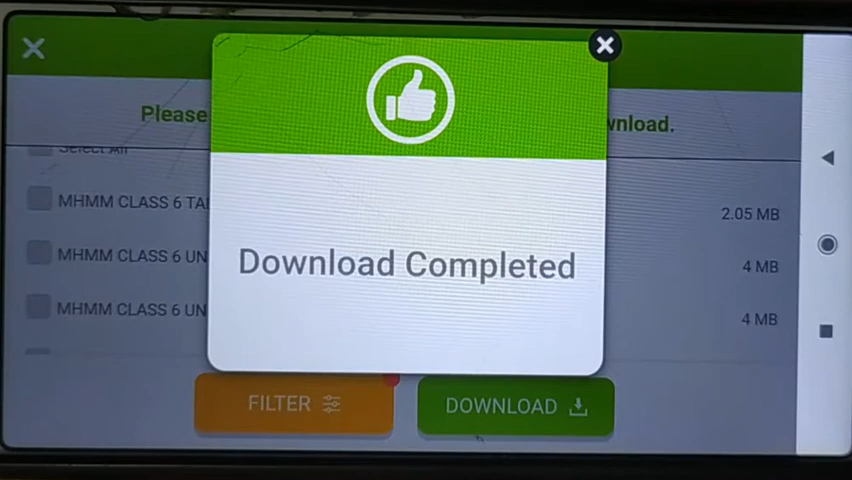 Please
wnload.
Select All
MHMM CLASS 6 TA
2.05 MB
MHMM CLASS 6 UN
4 MB
MHMM CLASS 6 UN
4 MB
Download Completed
FILTER
DOWNLOAD